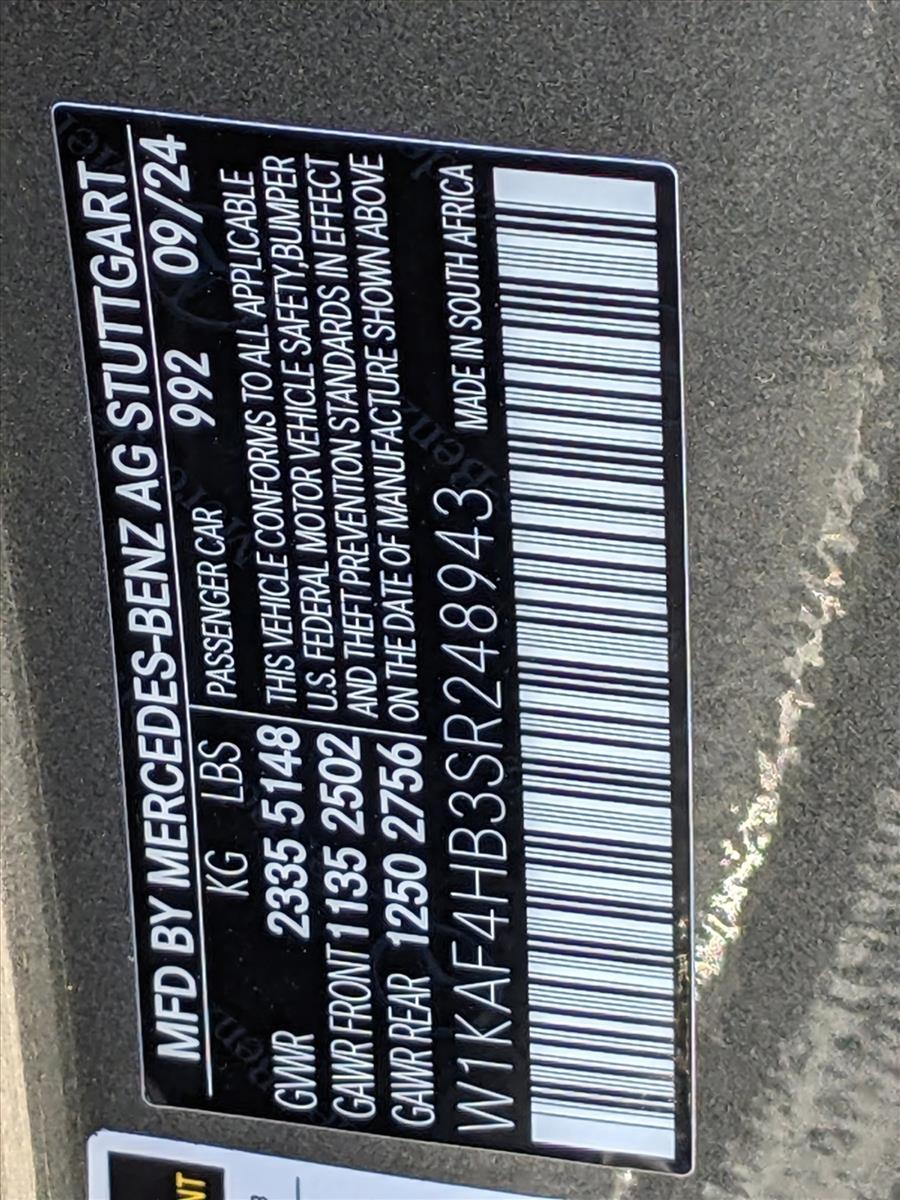 MFD BY MERCEDES-BENZ AG STUTTGART
992 09/24
KG LBS PASSENGER CAR
GVWR 2335 5148
GAWR FRONT 1135 2502
GAWR REAR 1250 2756
THIS VEHICLE CONFORMS TO ALL APPLICABLE
U.S. FEDERAL MOTOR VEHICLE SAFETY,BUMPER
AND THEFT PREVENTION STANDARDS IN EFFECT
ON THE DATE OF MANUFACTURE SHOWN ABOVE
W1KAF4HB3SR248943 MADE IN SOUTH AFRICA